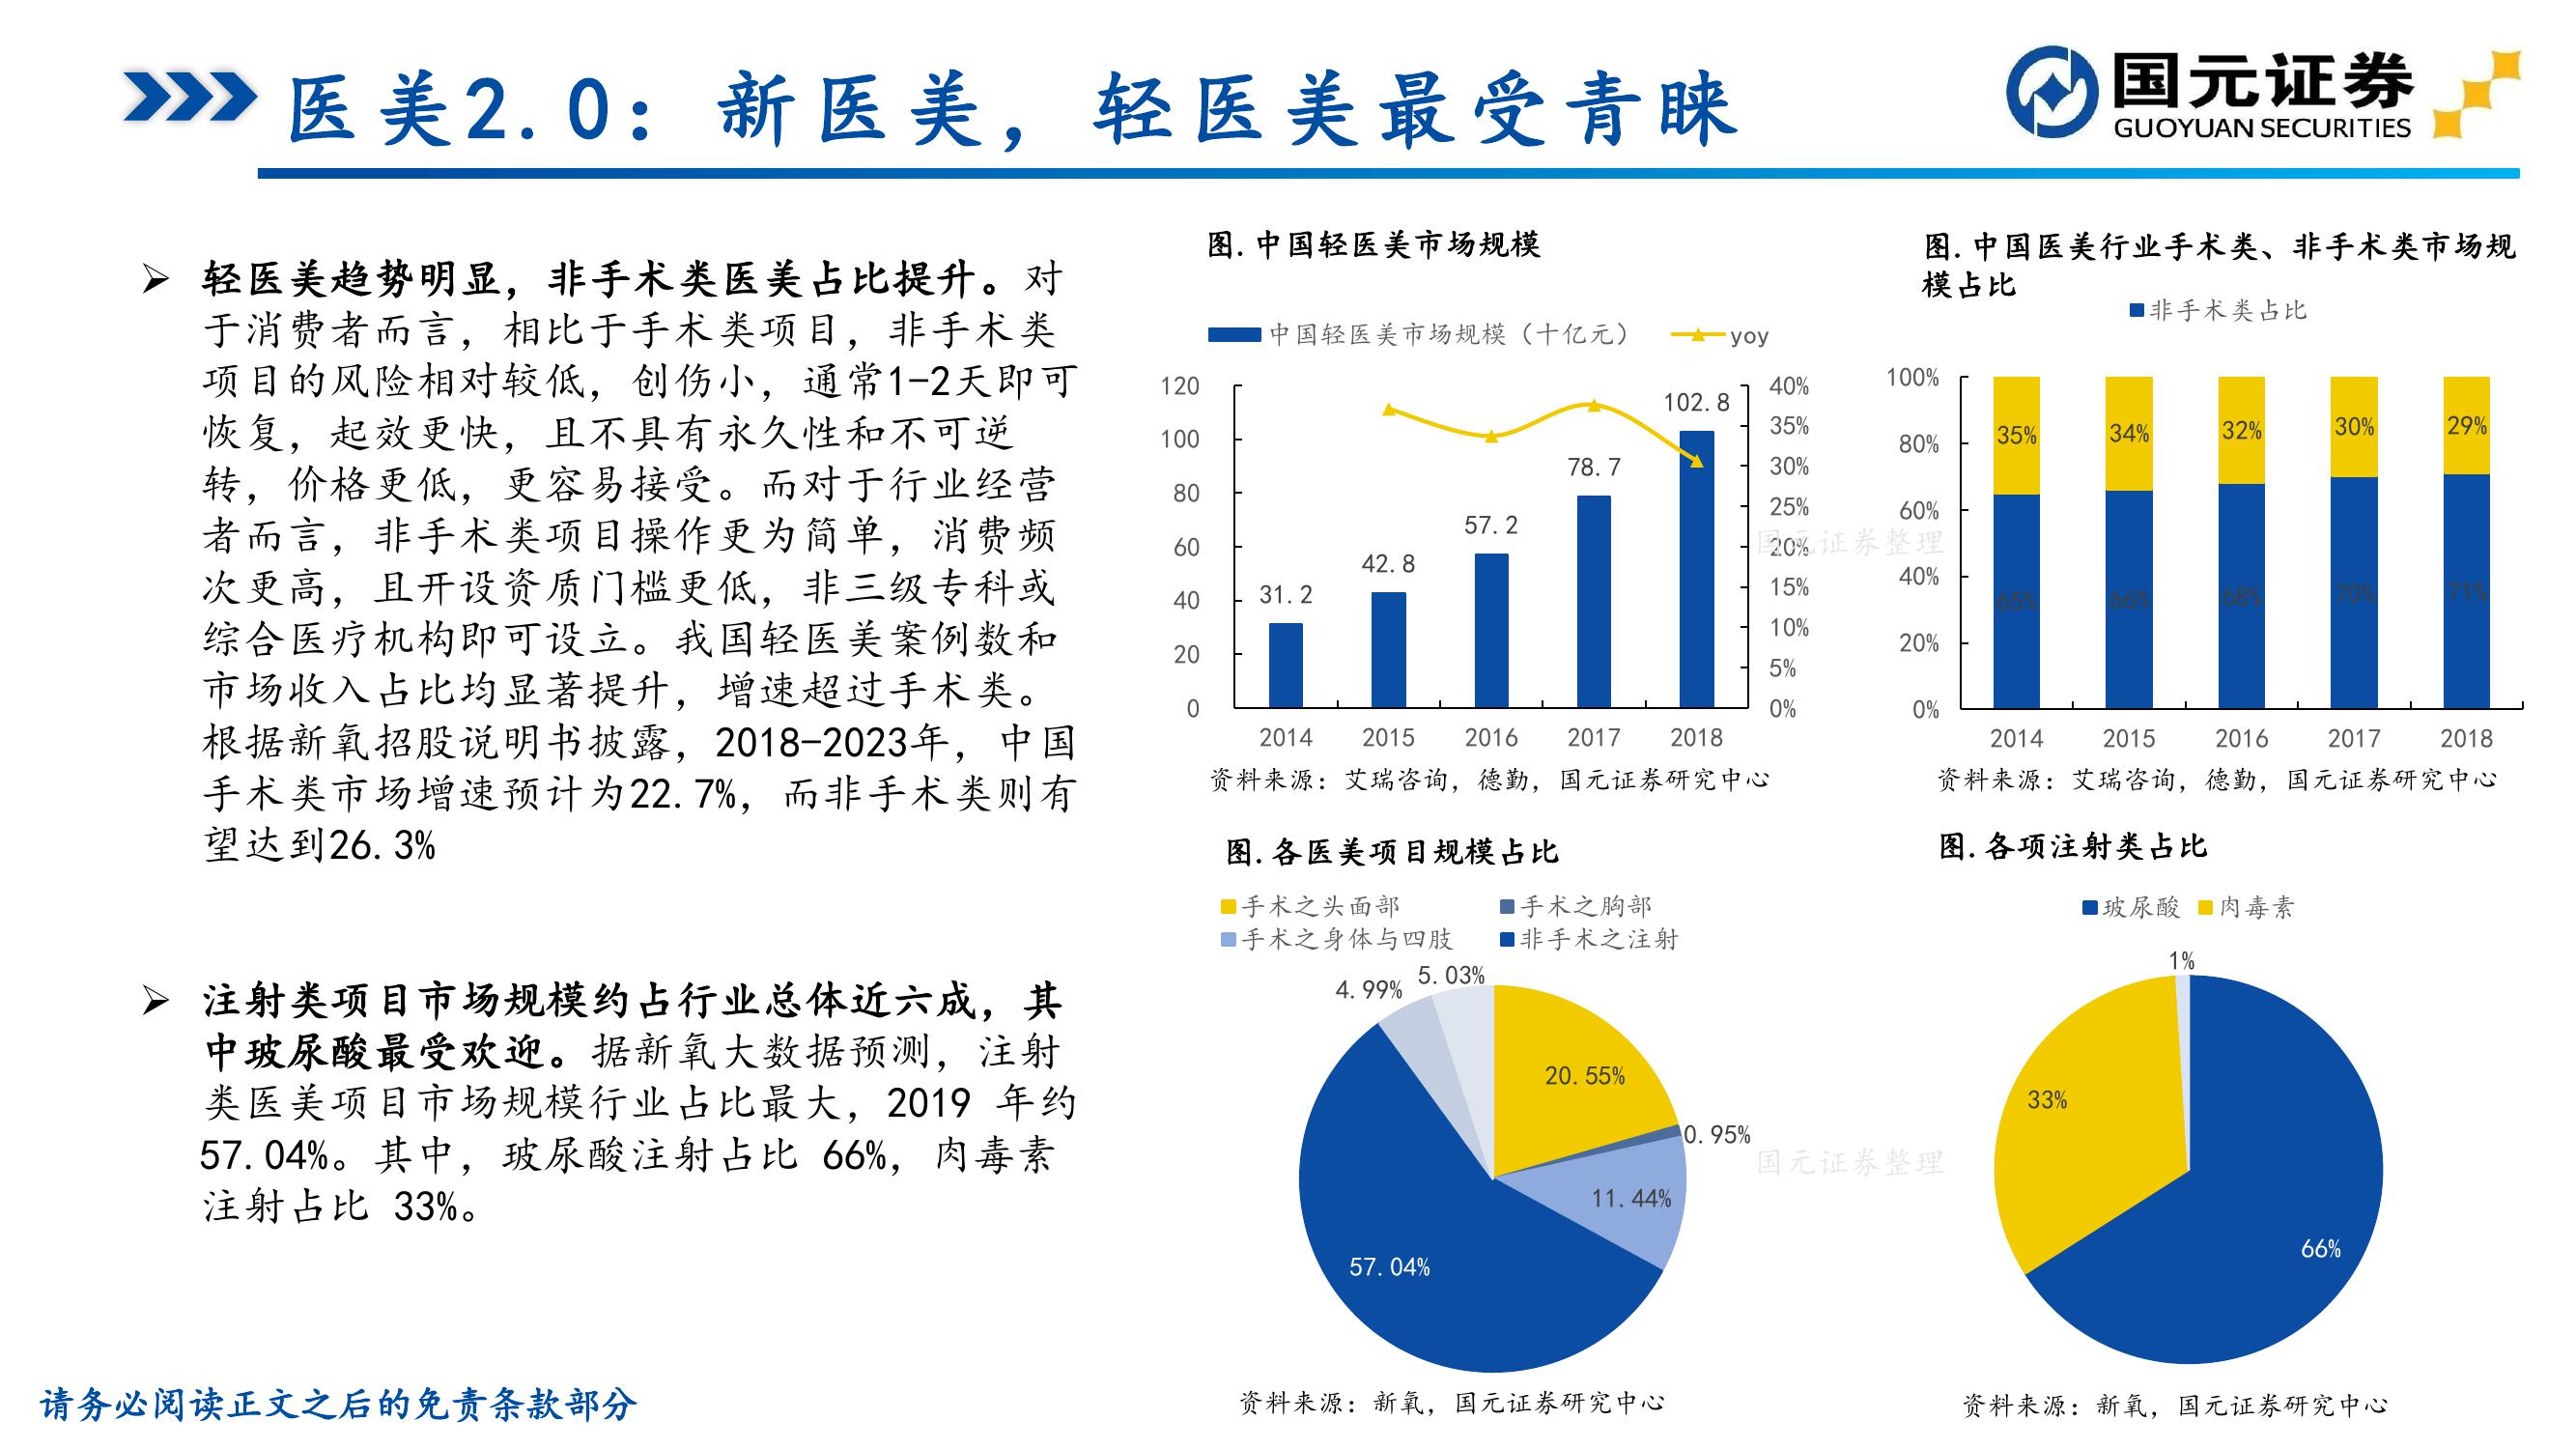 医美2.0：新医美，轻医美最受青睐
国元证券
GUOYUAN SECURITIES
轻医美趋势明显，非手术类医美占比提升。对
于消费者而言，相比于手术类项目，非手术类
项目的风险相对较低，创伤小，通常1-2天即可
恢复，起效更快，且不具有永久性和不可逆
转，价格更低，更容易接受。而对于行业经营
者而言，非手术类项目操作更为简单，消费频
次更高，且开设资质门槛更低，非三级专科或
综合医疗机构即可设立。我国轻医美案例数和
市场收入占比均显著提升，增速超过手术类。
根据新氧招股说明书披露，2018-2023年，中国
手术类市场增速预计为22.7%，而非手术类则有
望达到26.3%
注射类项目市场规模约占行业总体近六成，其
中玻尿酸最受欢迎。据新氧大数据预测，注射
类医美项目市场规模行业占比最大，2019 年约
57.04%。其中，玻尿酸注射占比 66%，肉毒素
注射占比 33%。
图.中国轻医美市场规模
中国轻医美市场规模（十亿元） yoy
120
100
80
60
40
20
0
31.2
42.8
57.2
78.7
102.8
40%
35%
30%
25%
20%
15%
10%
5%
0%
2014 2015 2016 2017 2018
资料来源：艾瑞咨询，德勤，国元证券研究中心
图.中国医美行业手术类、非手术类市场规
模占比
非手术类占比
100%
80%
60%
40%
20%
0%
35% 34% 32% 30% 29%
65% 66% 68% 70% 71%
2014 2015 2016 2017 2018
资料来源：艾瑞咨询，德勤，国元证券研究中心
国元证券整理
图.各医美项目规模占比
手术之头面部 手术之胸部
手术之身体与四肢 非手术之注射
4.99% 5.03%
20.55%
0.95%
11.44%
57.04%
资料来源：新氧，国元证券研究中心
国元证券整理
图.各项注射类占比
玻尿酸 肉毒素
1%
33%
66%
资料来源：新氧，国元证券研究中心
请务必阅读正文之后的免责条款部分